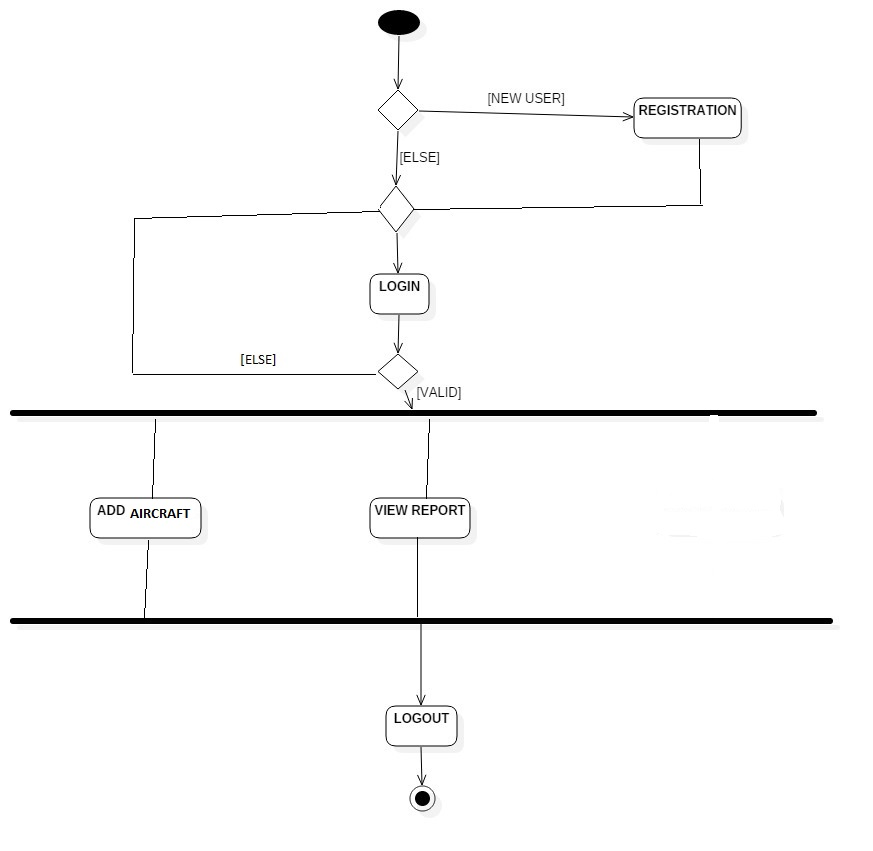 [NEW USER]
REGISTRATION
[ELSE]
LOGIN
[ELSE]
[VALID]
ADD AIRCRAFT
VIEW REPORT
LOGOUT